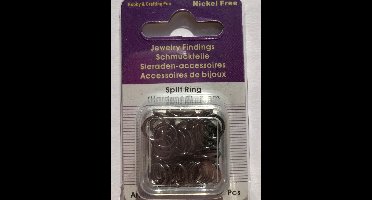 Hobby & Crafting Fun
Nickel Free
Jewelry Findings
Schmuckteile
Sieraden-accessoires
Accessoires de bijoux
Split Ring
Pcs